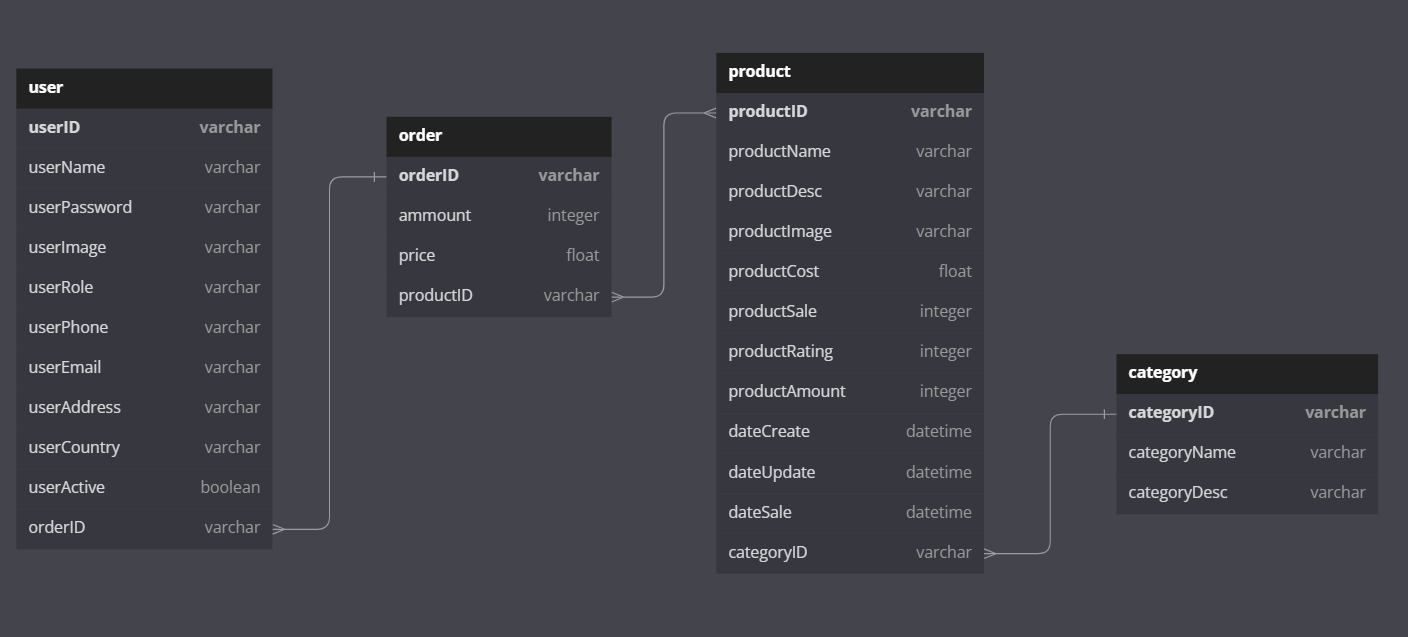 user
userID varchar
userName varchar
userPassword varchar
userImage varchar
userRole varchar
userPhone varchar
userEmail varchar
userAddress varchar
userCountry varchar
userActive boolean
orderID varchar
order
orderID varchar
ammount integer
price float
productID varchar
product
productID varchar
productName varchar
productDesc varchar
productImage varchar
productCost float
productSale integer
productRating integer
productAmount integer
dateCreate datetime
dateUpdate datetime
dateSale datetime
categoryID varchar
category
categoryID varchar
categoryName varchar
categoryDesc varchar